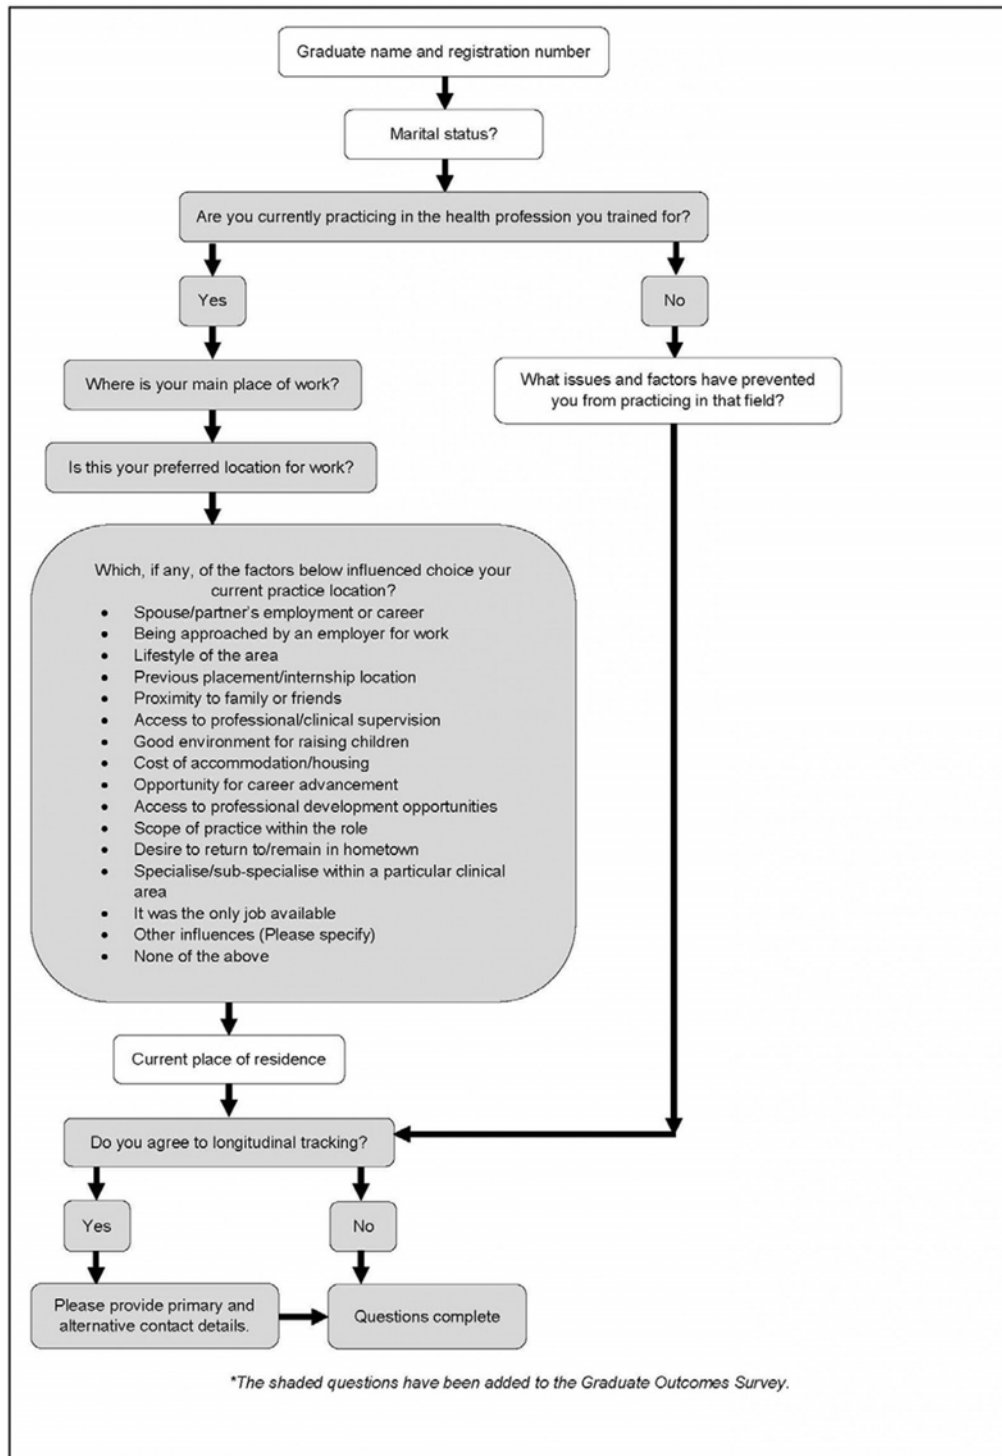 Graduate name and registration number
Marital status?
Are you currently practicing in the health profession you trained for?
Yes
No
Where is your main place of work?
What issues and factors have prevented
you from practicing in that field?
Is this your preferred location for work?
Which, if any, of the factors below influenced choice your
current practice location?
• Spouse/partner's employment or career
• Being approached by an employer for work
• Lifestyle of the area
• Previous placement/internship location
• Proximity to family or friends
• Access to professional/clinical supervision
• Good environment for raising children
• Cost of accommodation/housing
• Opportunity for career advancement
• Access to professional development opportunities
• Scope of practice within the role
• Desire to return to/remain in hometown
• Specialise/sub-specialise within a particular clinical
area
• It was the only job available
• Other influences (Please specify)
• None of the above
Current place of residence
Do you agree to longitudinal tracking?
Yes
No
Please provide primary and
alternative contact details.
Questions complete
*The shaded questions have been added to the Graduate Outcomes Survey.